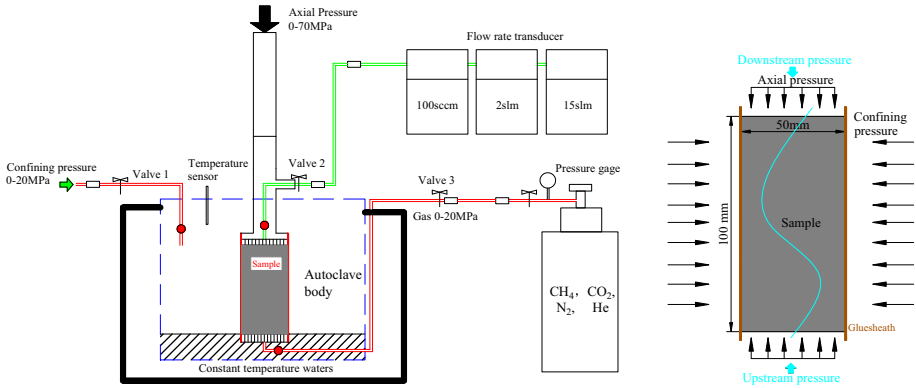 Axial Pressure
0-70MPa
Flow rate transducer
100sccm
2slm
15slm
Confining pressure
0-20MPa
Valve 1
Temperature
sensor
Valve 2
Valve 3
Pressure gage
Gas 0-20MPa
Sample
Autoclave
body
CH4, CO2,
N2, He
Constant temperature waters
Downstream pressure
Axial pressure
50mm
Confining
pressure
100 mm
Sample
Gluesheath
Upstream pressure